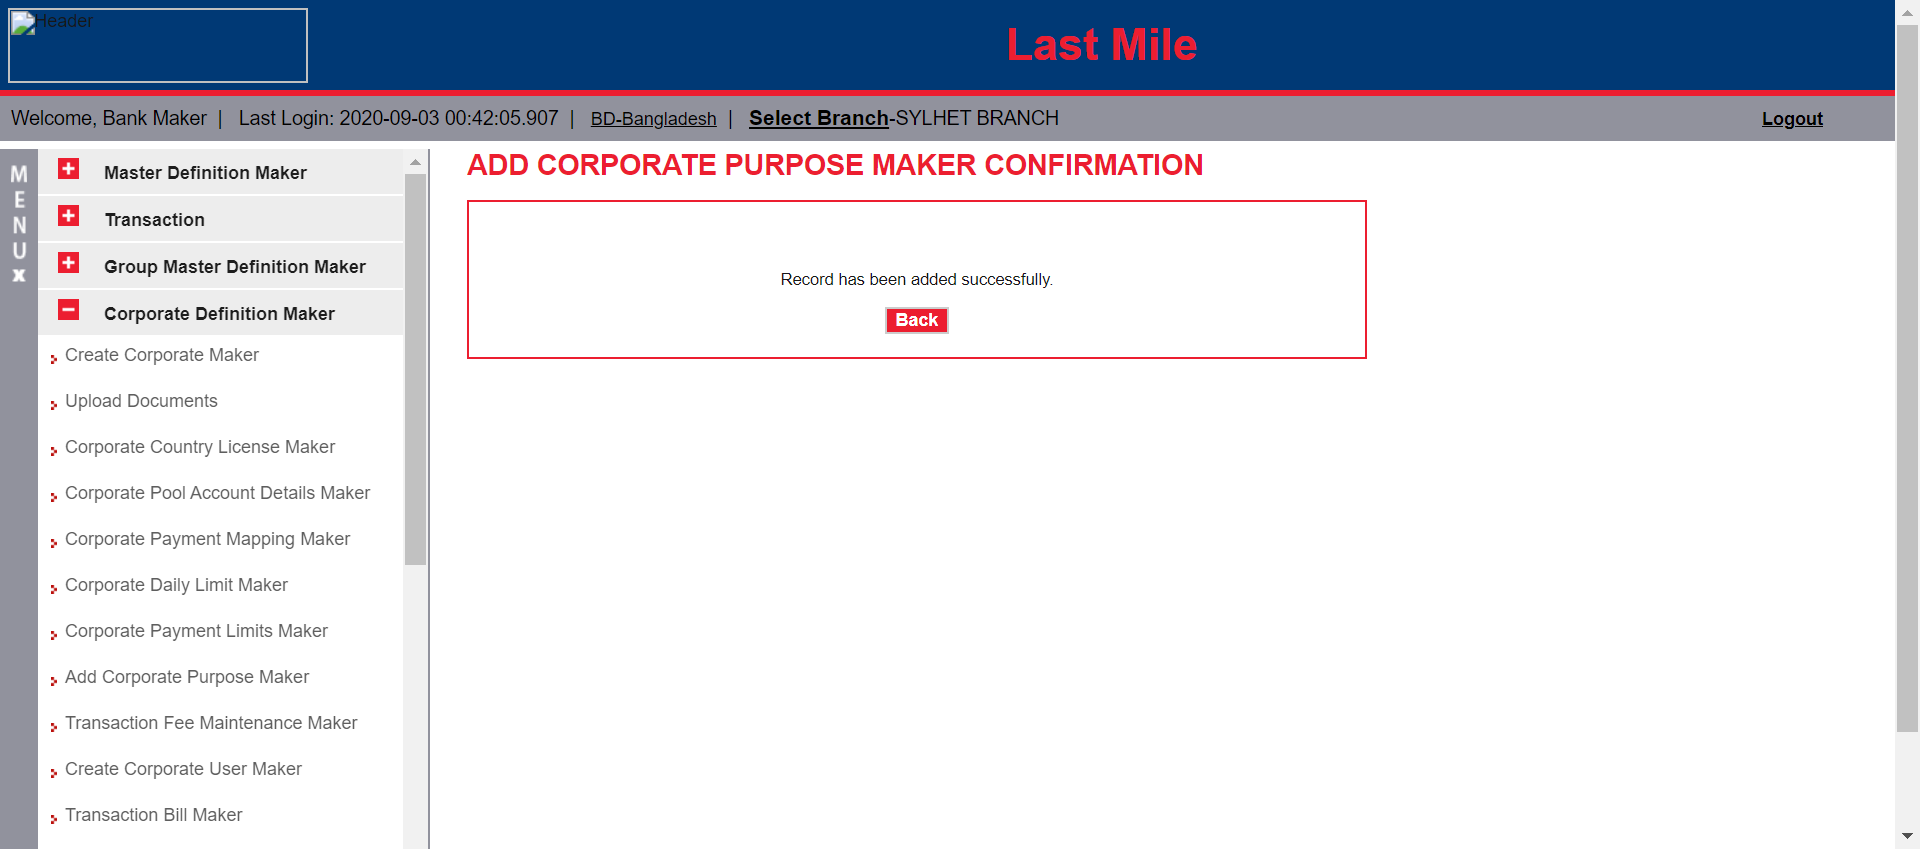 Header
Last Mile
Welcome, Bank Maker | Last Login: 2020-09-03 00:42:05.907 | BD-Bangladesh | Select Branch-SYLHET BRANCH Logout
MENU x
Master Definition Maker
Transaction
Group Master Definition Maker
Corporate Definition Maker
Create Corporate Maker
Upload Documents
Corporate Country License Maker
Corporate Pool Account Details Maker
Corporate Payment Mapping Maker
Corporate Daily Limit Maker
Corporate Payment Limits Maker
Add Corporate Purpose Maker
Transaction Fee Maintenance Maker
Create Corporate User Maker
Transaction Bill Maker
ADD CORPORATE PURPOSE MAKER CONFIRMATION
Record has been added successfully.
Back